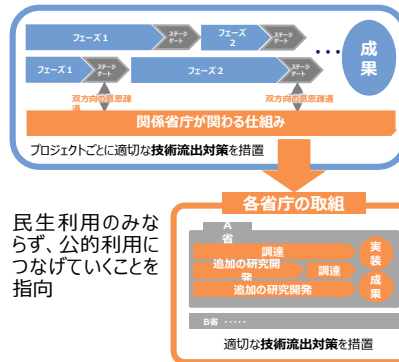 フェーズ1
ステージ
ゲート
フェーズ
2
ステージ
ゲート
フェーズ1
ステージ
ゲート
フェーズ2
ステージ
ゲート
・・・
成
果
双方向の意思疎
通
双方向の意思疎通
関係省庁が関わる仕組み
プロジェクトごとに適切な技術流出対策を措置
民生利用のみな
らず、公的利用に
つなげていくことを
指向
各省庁の取組
A
省
調達
追加の研究開
発
調達
追加の研究開発
実
装
成
果
B省 ・・・・・
適切な技術流出対策を措置